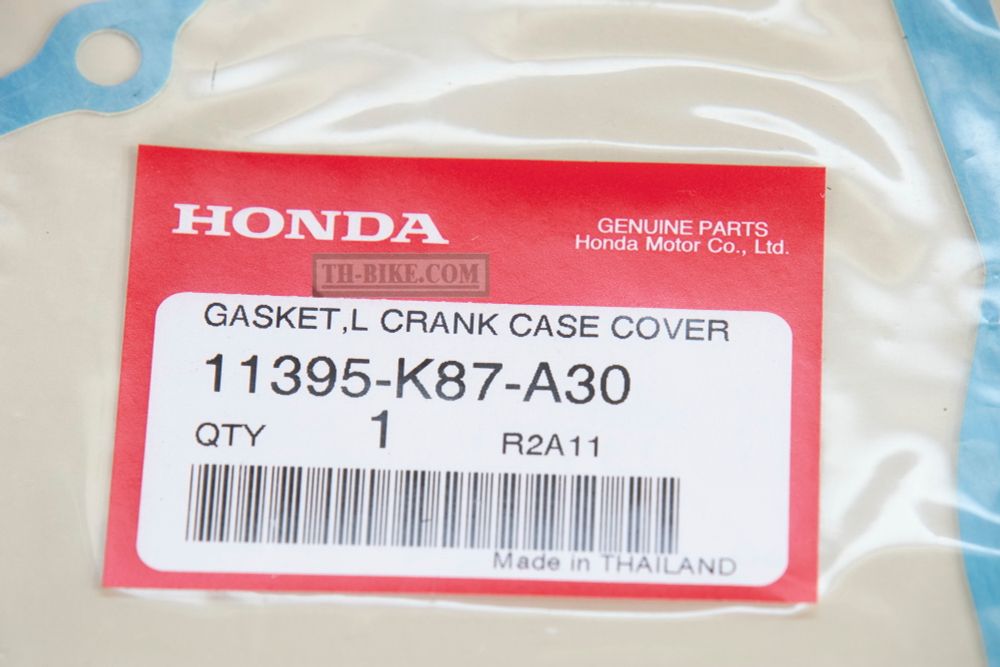 HONDA
GENUINE PARTS
Honda Motor Co., Ltd.
TH-BIKE.COM
GASKET,L CRANK CASE COVER
11395-K87-A30
QTY 1 R2A11
Made in THAILAND